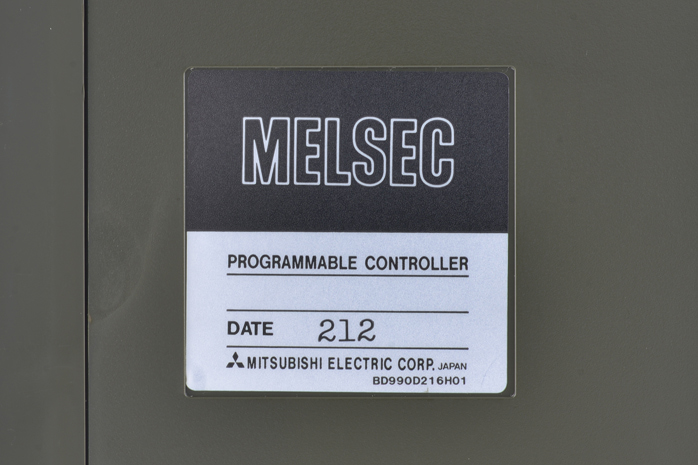 MELSEC
PROGRAMMABLE CONTROLLER
DATE 212
MITSUBISHI ELECTRIC CORP. JAPAN
BD990D216H01